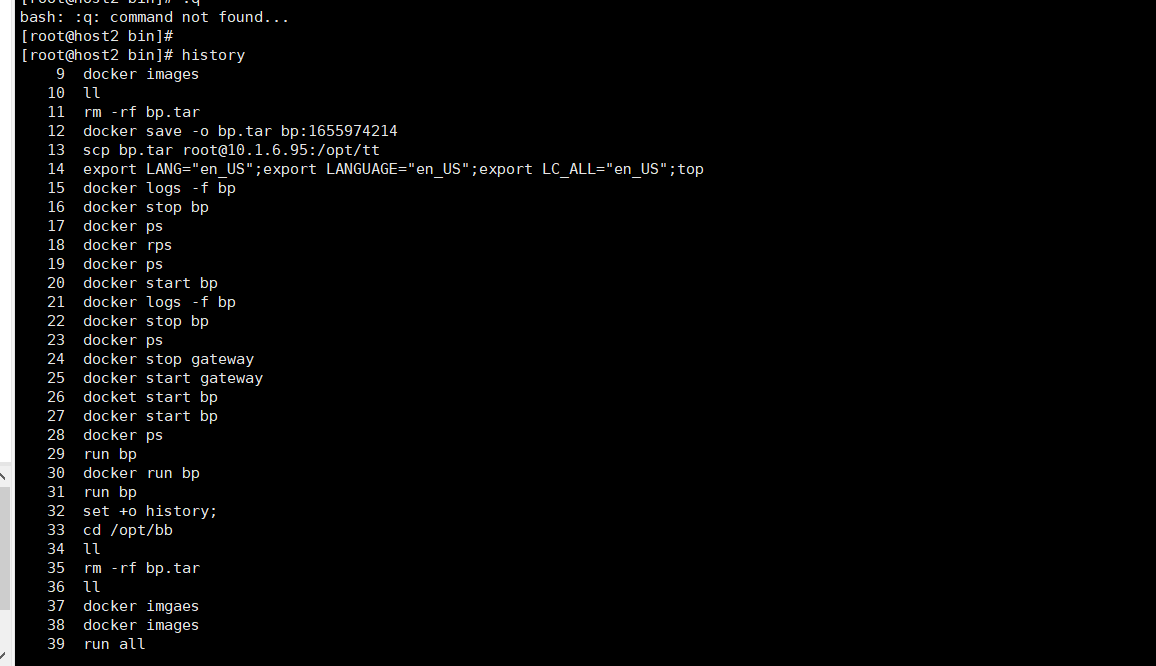 [root@host2 bin]# :q
bash: :q: command not found...
[root@host2 bin]#
[root@host2 bin]# history
    9  docker images
   10  ll
   11  rm -rf bp.tar
   12  docker save -o bp.tar bp:1655974214
   13  scp bp.tar root@10.1.6.95:/opt/tt
   14  export LANG="en_US";export LANGUAGE="en_US";export LC_ALL="en_US";top
   15  docker logs -f bp
   16  docker stop bp
   17  docker ps
   18  docker rps
   19  docker ps
   20  docker start bp
   21  docker logs -f bp
   22  docker stop bp
   23  docker ps
   24  docker stop gateway
   25  docker start gateway
   26  docket start bp
   27  docker start bp
   28  docker ps
   29  run bp
   30  docker run bp
   31  run bp
   32  set +o history;
   33  cd /opt/bb
   34  ll
   35  rm -rf bp.tar
   36  ll
   37  docker imgaes
   38  docker images
   39  run all